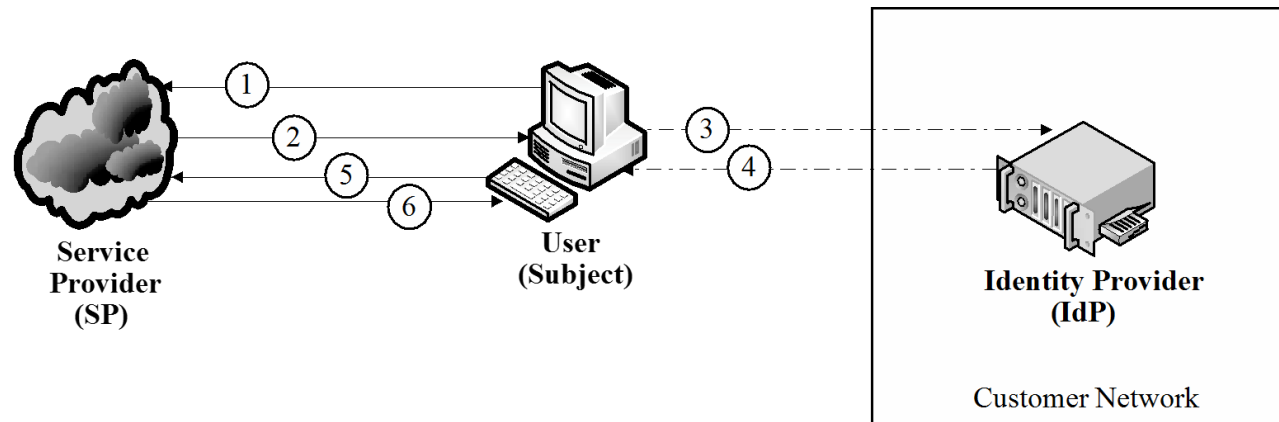 1
2
3
4
5
6
Service
Provider
(SP)
User
(Subject)
Identity Provider
(IdP)
Customer Network